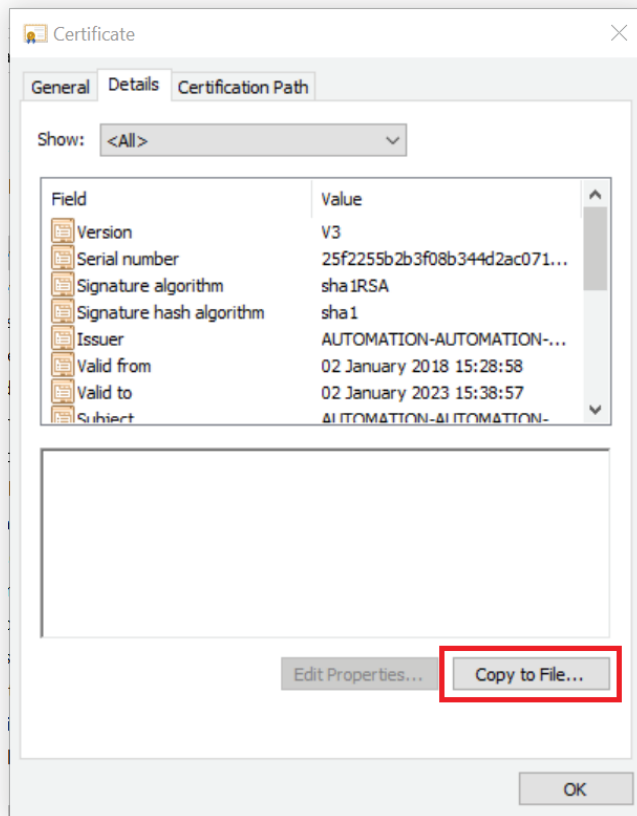 Certificate
General Details Certification Path
Show: <All>
Field Value
Version V3
Serial number 25f2255b2b3f08b344d2ac071...
Signature algorithm sha1RSA
Signature hash algorithm sha1
Issuer AUTOMATION-AUTOMATION-...
Valid from 02 January 2018 15:28:58
Valid to 02 January 2023 15:38:57
Subject AUTOMATION-AUTOMATION-
Edit Properties... Copy to File...
OK